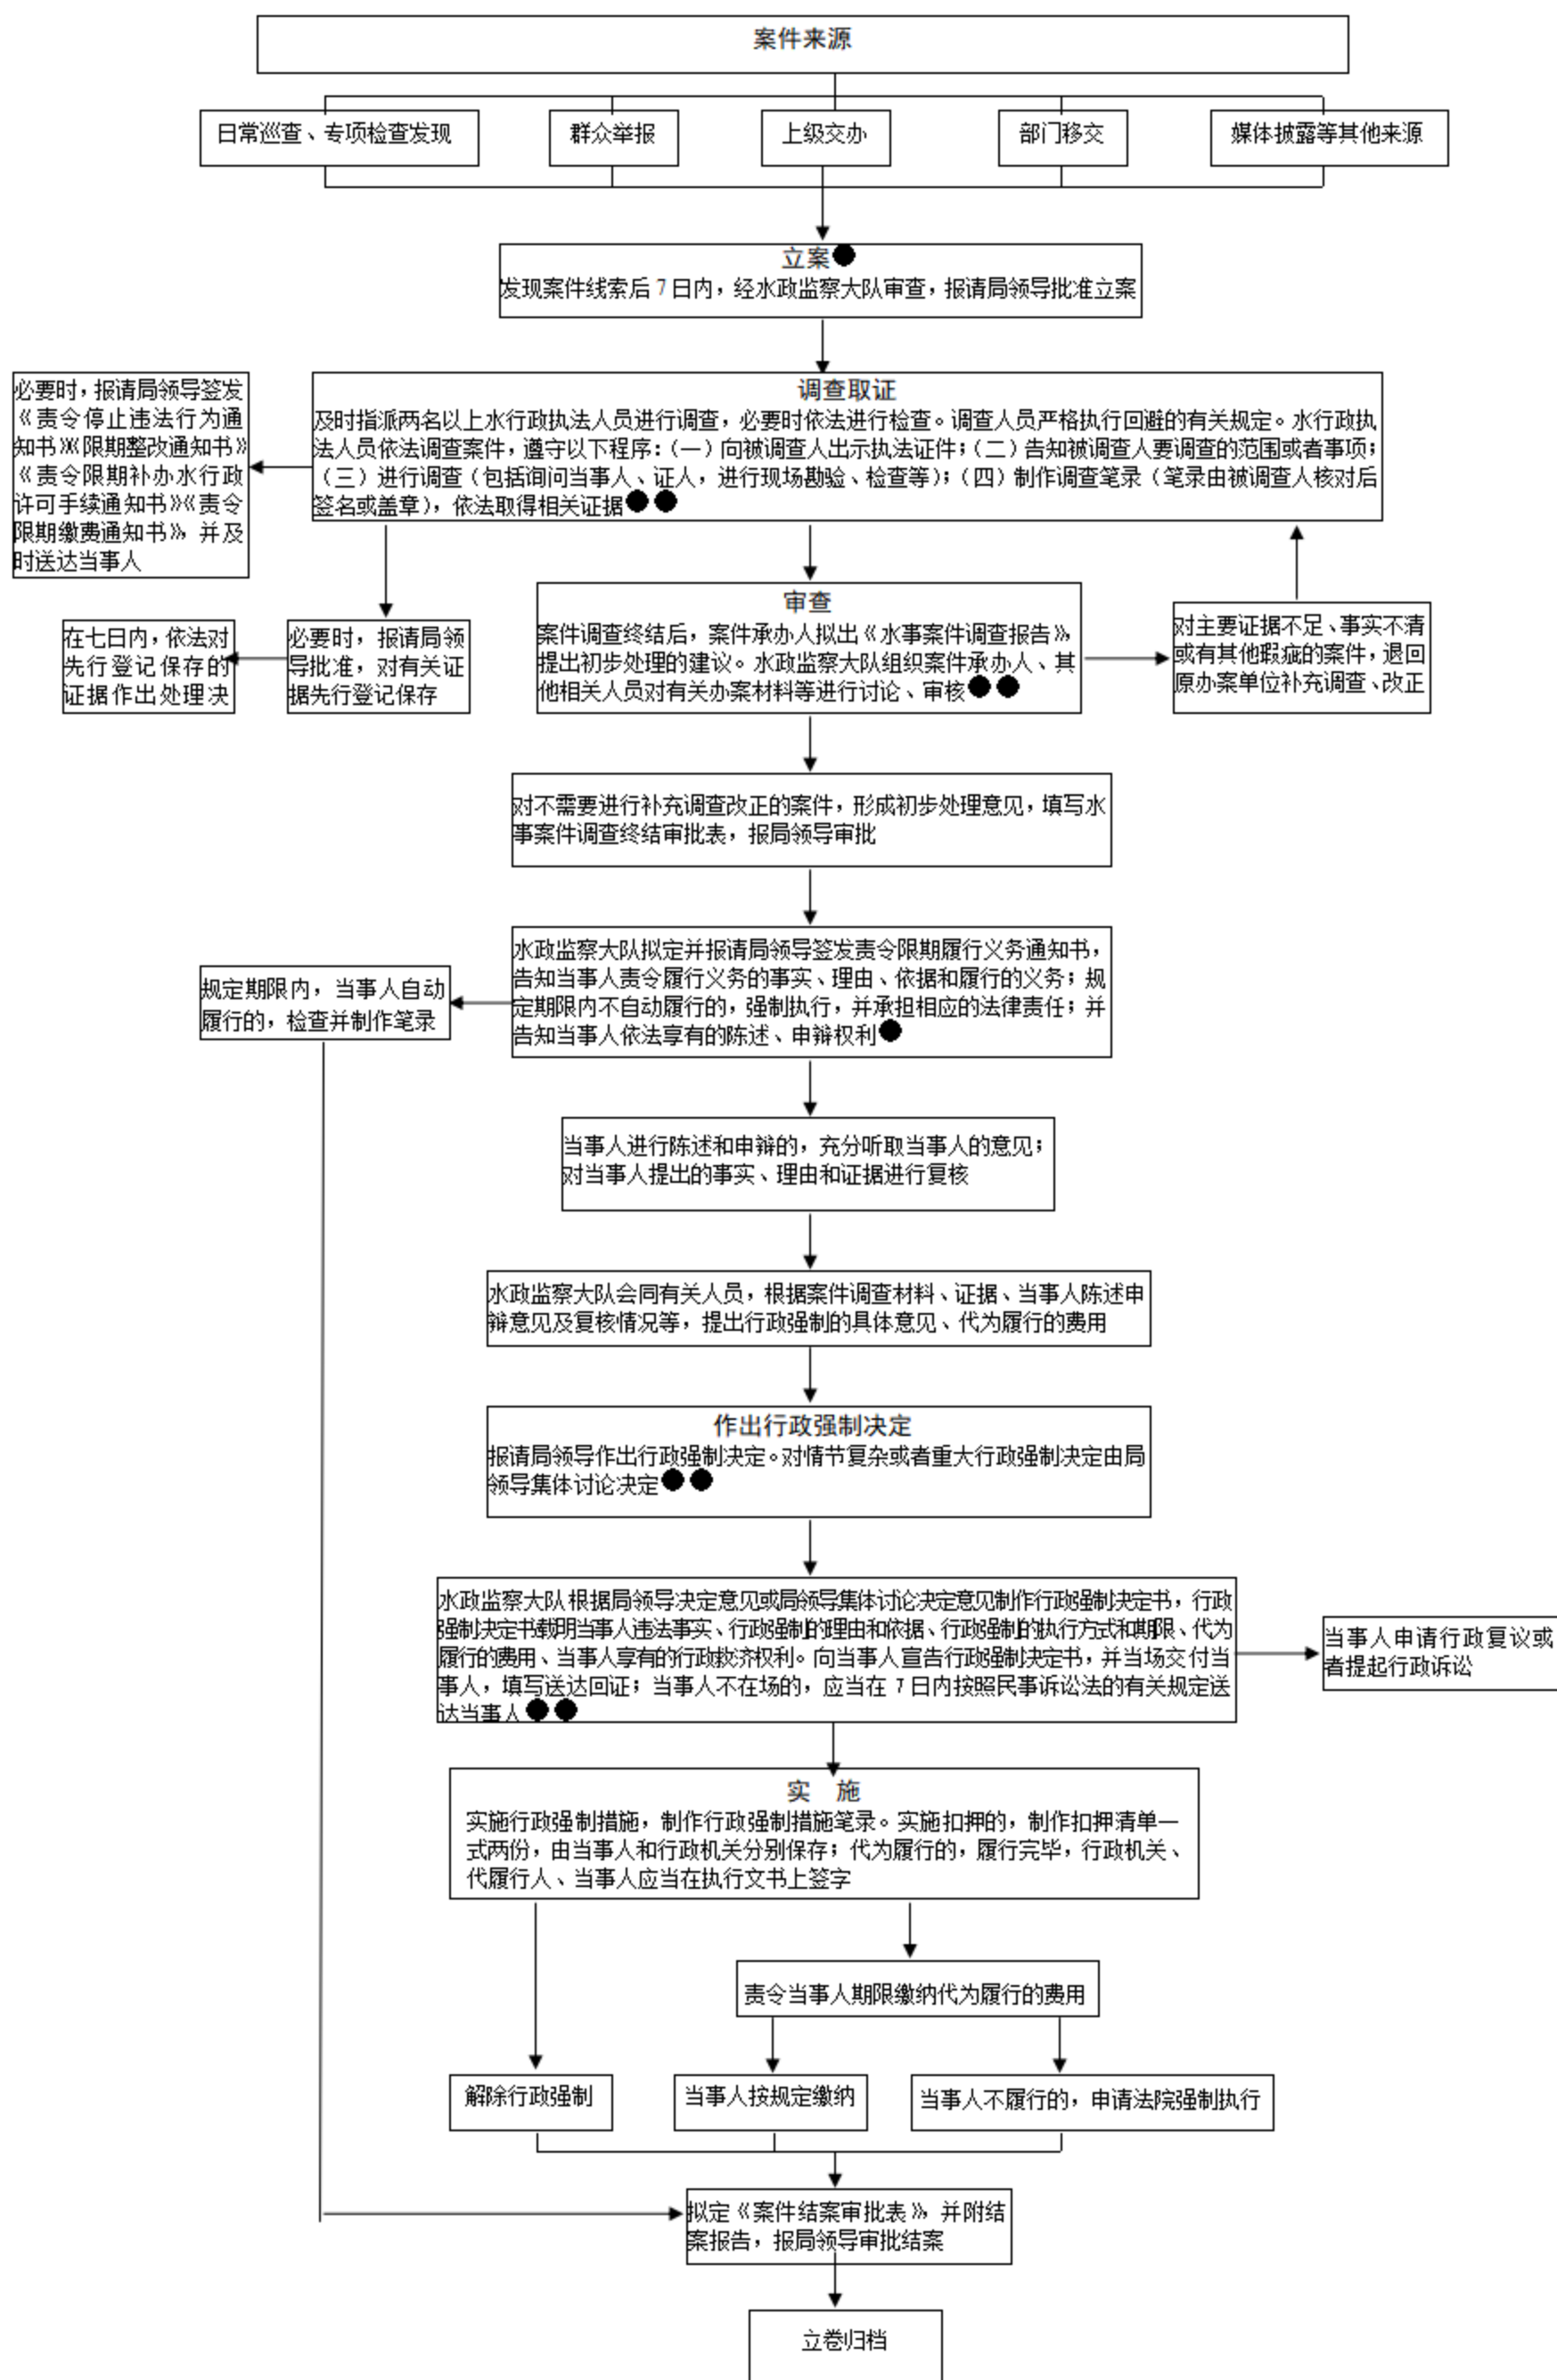 案件来源
日常巡查、专项检查发现
群众举报
上级交办
部门移交
媒体披露等其他来源
立案●
发现案件线索后7日内，经水政监察大队审查，报请局领导批准立案
必要时，报请局领导签发
《责令停止违法行为通
知书》《限期整改通知书》
《责令限期补办水行政
许可手续通知书》《责令
限期缴费通知书》，并及
时送达当事人
调查取证
及时指派两名以上水行政执法人员进行调查，必要时依法进行检查。调查人员严格执行回避的有关规定。水行政执
法人员依法调查案件，遵守以下程序：（一）向被调查人出示执法证件；（二）告知被调查人要调查的范围或者事项；
（三）进行调查（包括询问当事人、证人，进行现场勘验、检查等）；（四）制作调查笔录（笔录由被调查人核对后
签名或盖章），依法取得相关证据●●
在七日内，依法对
先行登记保存的
证据作出处理决
必要时，报请局领
导批准，对有关证
据先行登记保存
审查
案件调查终结后，案件承办人拟出《水事案件调查报告》，
提出初步处理的建议。水政监察大队组织案件承办人、其
他相关人员对有关办案材料等进行讨论、审核●●
对主要证据不足、事实不清
或有其他瑕疵的案件，退回
原办案单位补充调查、改正
对不需要进行补充调查改正的案件，形成初步处理意见，填写水
事案件调查终结审批表，报局领导审批
水政监察大队拟定并报请局领导签发责令限期履行义务通知书，
告知当事人责令履行义务的事实、理由、依据和履行的义务；规
定期限内不自动履行的，强制执行，并承担相应的法律责任；并
告知当事人依法享有的陈述、申辩权利●
规定期限内，当事人自动
履行的，检查并制作笔录
当事人进行陈述和申辩的，充分听取当事人的意见；
对当事人提出的事实、理由和证据进行复核
水政监察大队会同有关人员，根据案件调查材料、证据、当事人陈述申
辩意见及复核情况等，提出行政强制的具体意见、代为履行的费用
作出行政强制决定
报请局领导作出行政强制决定。对情节复杂或者重大行政强制决定由局
领导集体讨论决定●●
水政监察大队根据局领导决定意见或局领导集体讨论决定意见制作行政强制决定书，行政
强制决定书载明当事人违法事实、行政强制的理由和依据、行政强制的执行方式和期限、代为
履行的费用、当事人享有的行政救济权利。向当事人宣告行政强制决定书，并当场交付当
事人，填写送达回证；当事人不在场的，应当在7日内按照民事诉讼法的有关规定送
达当事人●●
当事人申请行政复议或
者提起行政诉讼
实　施
实施行政强制措施，制作行政强制措施笔录。实施扣押的，制作扣押清单一
式两份，由当事人和行政机关分别保存；代为履行的，履行完毕，行政机关、
代履行人、当事人应当在执行文书上签字
责令当事人期限缴纳代为履行的费用
解除行政强制
当事人按规定缴纳
当事人不履行的，申请法院强制执行
拟定《案件结案审批表》，并附结
案报告，报局领导审批结案
立卷归档